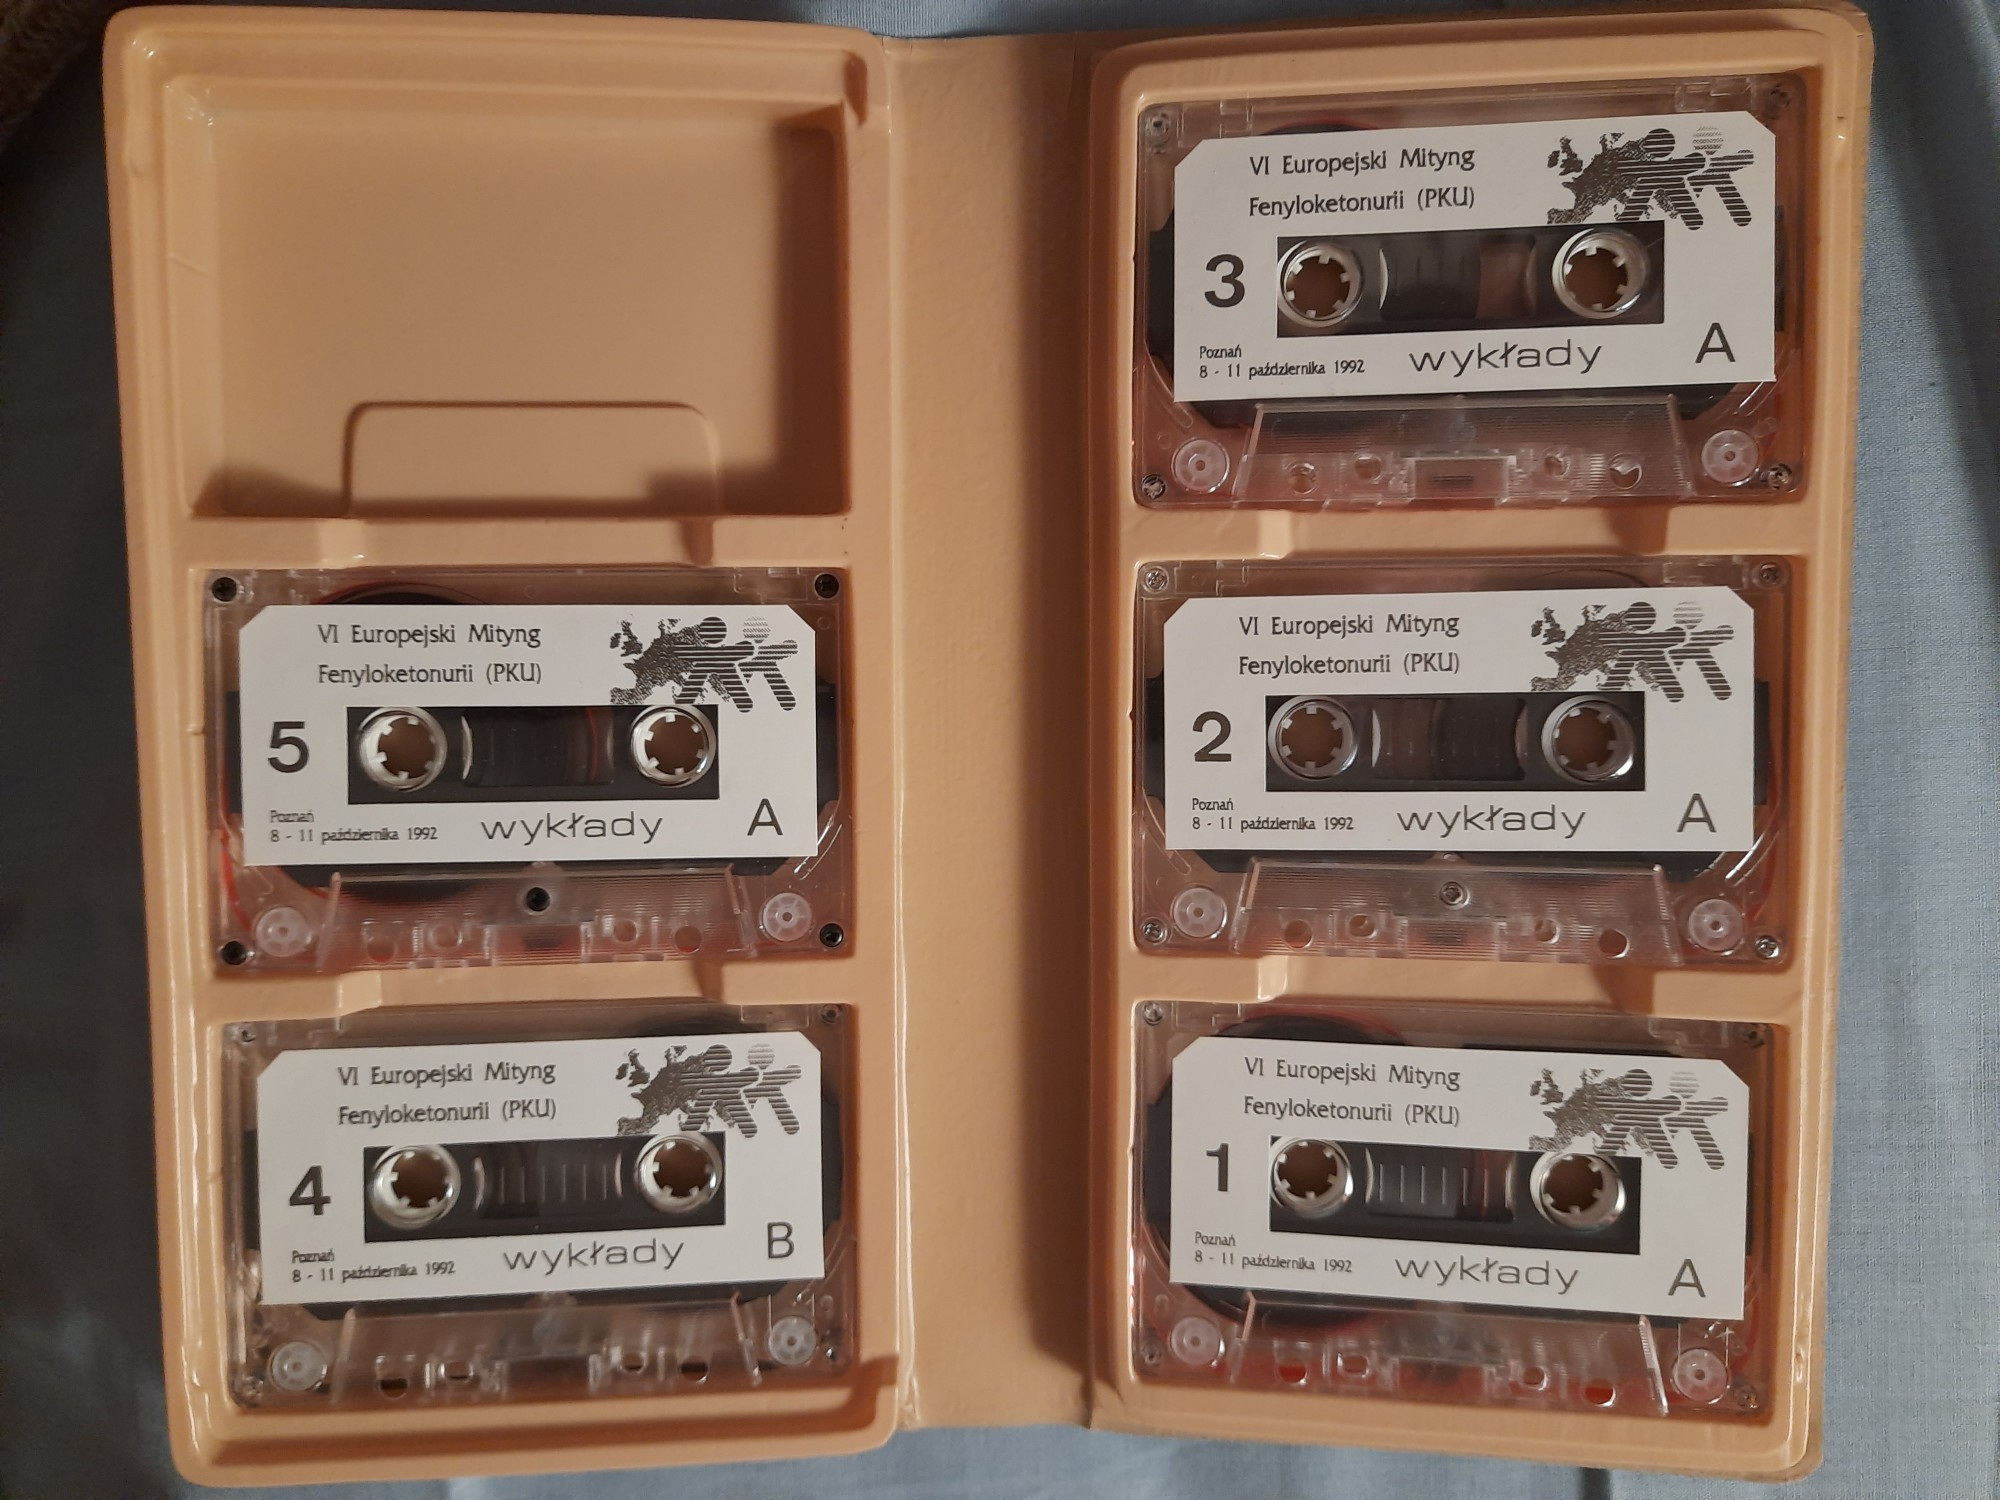 VI Europejski Mityng
Fenyloketonurii (PKU)
3
Poznań
8 - 11 października 1992
wykłady
A
VI Europejski Mityng
Fenyloketonurii (PKU)
5
Poznań
8 - 11 października 1992
wykłady
A
VI Europejski Mityng
Fenyloketonurii (PKU)
2
Poznań
8 - 11 października 1992
wykłady
A
VI Europejski Mityng
Fenyloketonurii (PKU)
4
Poznań
8 - 11 października 1992
wykłady
B
VI Europejski Mityng
Fenyloketonurii (PKU)
1
Poznań
8 - 11 października 1992
wykłady
A